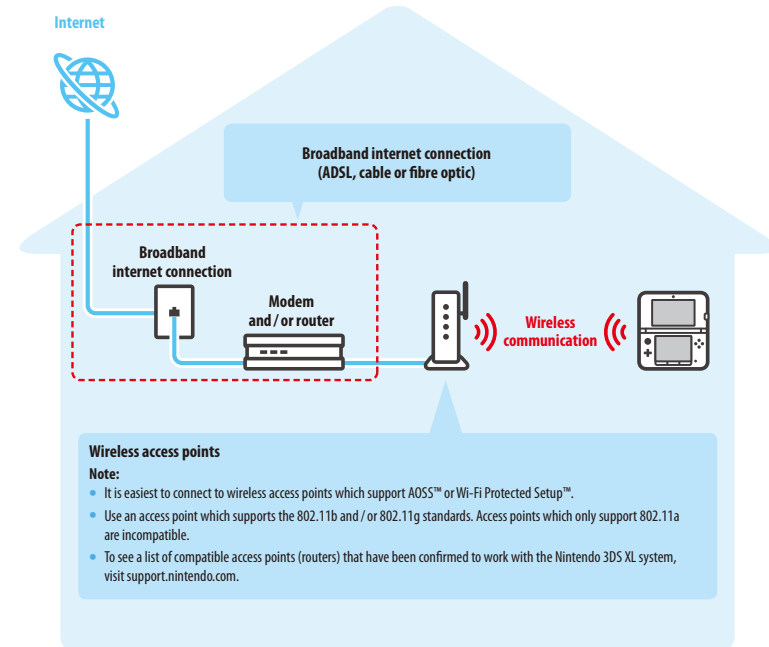 Internet
Broadband internet connection
(ADSL, cable or fibre optic)
Broadband
internet connection
Modem
and / or router
Wireless
communication
Wireless access points
Note:
• It is easiest to connect to wireless access points which support AOSS™ or Wi-Fi Protected Setup™.
• Use an access point which supports the 802.11b and / or 802.11g standards. Access points which only support 802.11a
are incompatible.
• To see a list of compatible access points (routers) that have been confirmed to work with the Nintendo 3DS XL system,
visit support.nintendo.com.